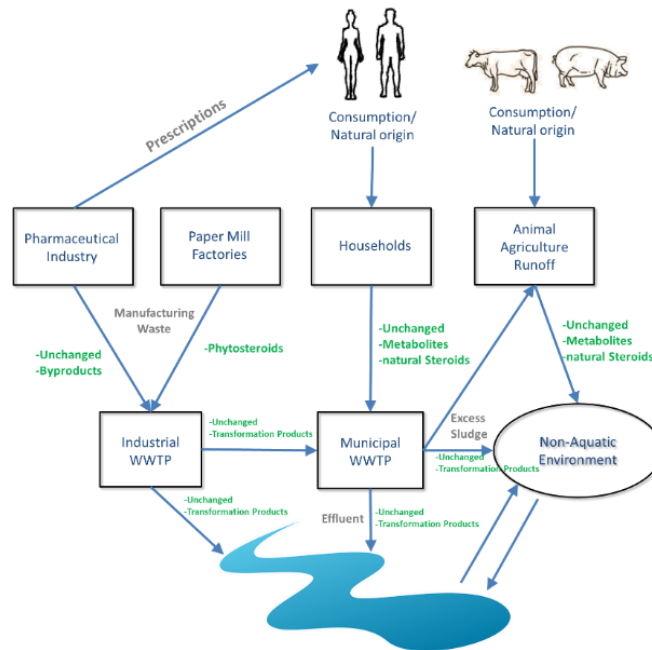 Prescriptions
Consumption/
Natural origin
Consumption/
Natural origin
Pharmaceutical
Industry
Paper Mill
Factories
Households
Animal
Agriculture
Runoff
Manufacturing
Waste
-Unchanged
-Byproducts
-Phytosteroids
-Unchanged
-Metabolites
-natural Steroids
-Unchanged
-Metabolites
-natural Steroids
Industrial
WWTP
-Unchanged
-Transformation Products
Municipal
WWTP
Excess
Sludge
-Unchanged
-Transformation Products
Non-Aquatic
Environment
-Unchanged
-Transformation Products
Effluent
-Unchanged
-Transformation Products